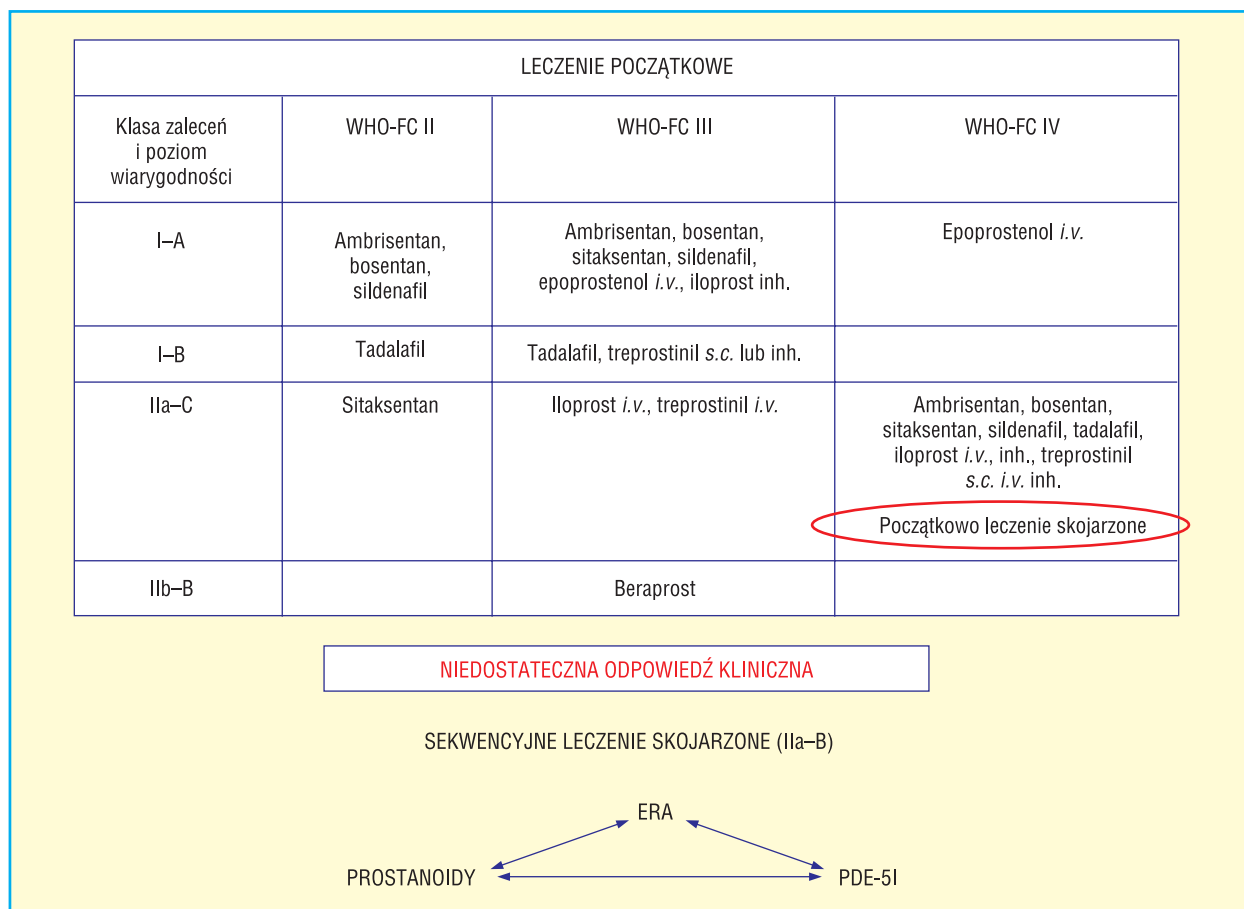 LECZENIE POCZĄTKOWE
Klasa zaleceń
i poziom
wiarygodności
WHO-FC II
WHO-FC III
WHO-FC IV
I–A
Ambrisentan,
bosentan,
sildenafil
Ambrisentan, bosentan,
sitaksentan, sildenafil,
epoprostenol i.v., iloprost inh.
Epoprostenol i.v.
I–B
Tadalafil
Tadalafil, treprostinil s.c. lub inh.
IIa–C
Sitaksentan
Iloprost i.v., treprostinil i.v.
Ambrisentan, bosentan,
sitaksentan, sildenafil, tadalafil,
iloprost i.v., inh., treprostinil
s.c. i.v. inh.
Początkowo leczenie skojarzone
IIb–B
Beraprost
NIEDOSTATECZNA ODPOWIEDŹ KLINICZNA
SEKWENCYJNE LECZENIE SKOJARZONE (IIa–B)
ERA
PROSTANOIDY
PDE-5I